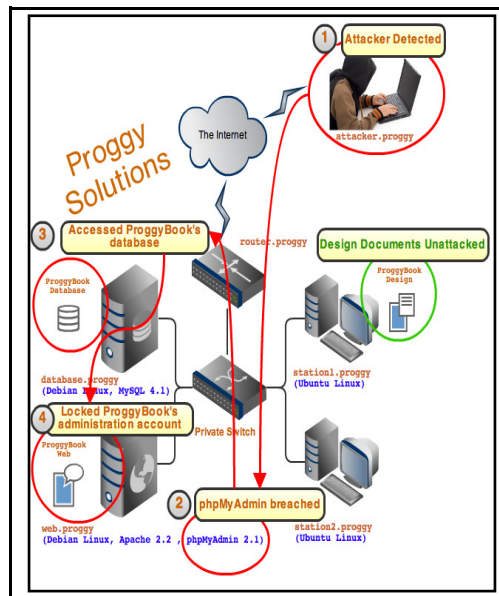 1
Attacker Detected
attacker.proggy
The Internet
Proggy
Solutions
3
Accessed ProggyBook's
database
router.proggy
Design Documents Unattacked
ProggyBook
Database
ProggyBook
Design
database.proggy
(Debian Linux, MySQL 4.1)
station1.proggy
(Ubuntu Linux)
4
Locked ProggyBook's
administration account
Private Switch
ProggyBook
Web
2
phpMyAdmin breached
web.proggy
(Debian Linux, Apache 2.2 , phpMyAdmin 2.1)
station2.proggy
(Ubuntu Linux)